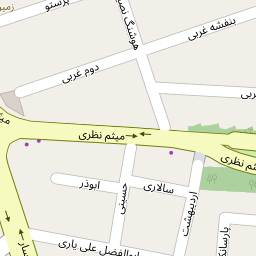 پرستو
هوشنگ
بنفشه غربی
دوم غربی
میثم نظری
میثم نظری
ابوذر
سالاری
حسینی
اردیبهشت
ابوالفضل علی یاری